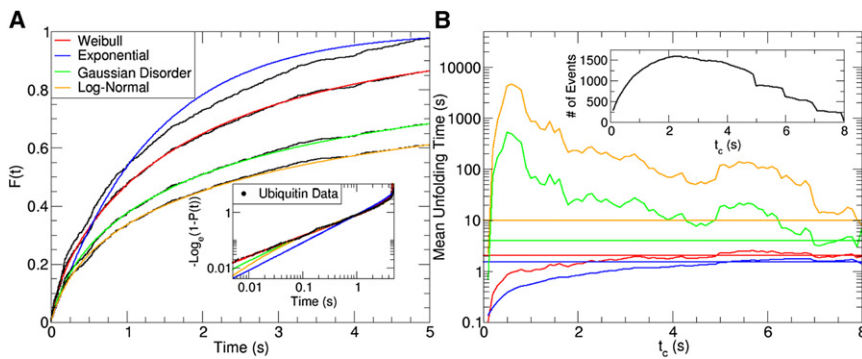 A
Weibull
Exponential
Gaussian Disorder
Log-Normal
F(t)
1
0.8
0.6
0.4
0.2
0
0 1 2 3 4 5
Time (s)
Ubiquitin Data
-Log_e(1-P(t))
1
0.01
0.01 0.1 1
Time (s)
B
Mean Unfolding Time (s)
10000
1000
100
10
1
0.1
0 2 4 6 8
t_c (s)
# of Events
1500
1000
500
0
0 2 4 6 8
t_c (s)